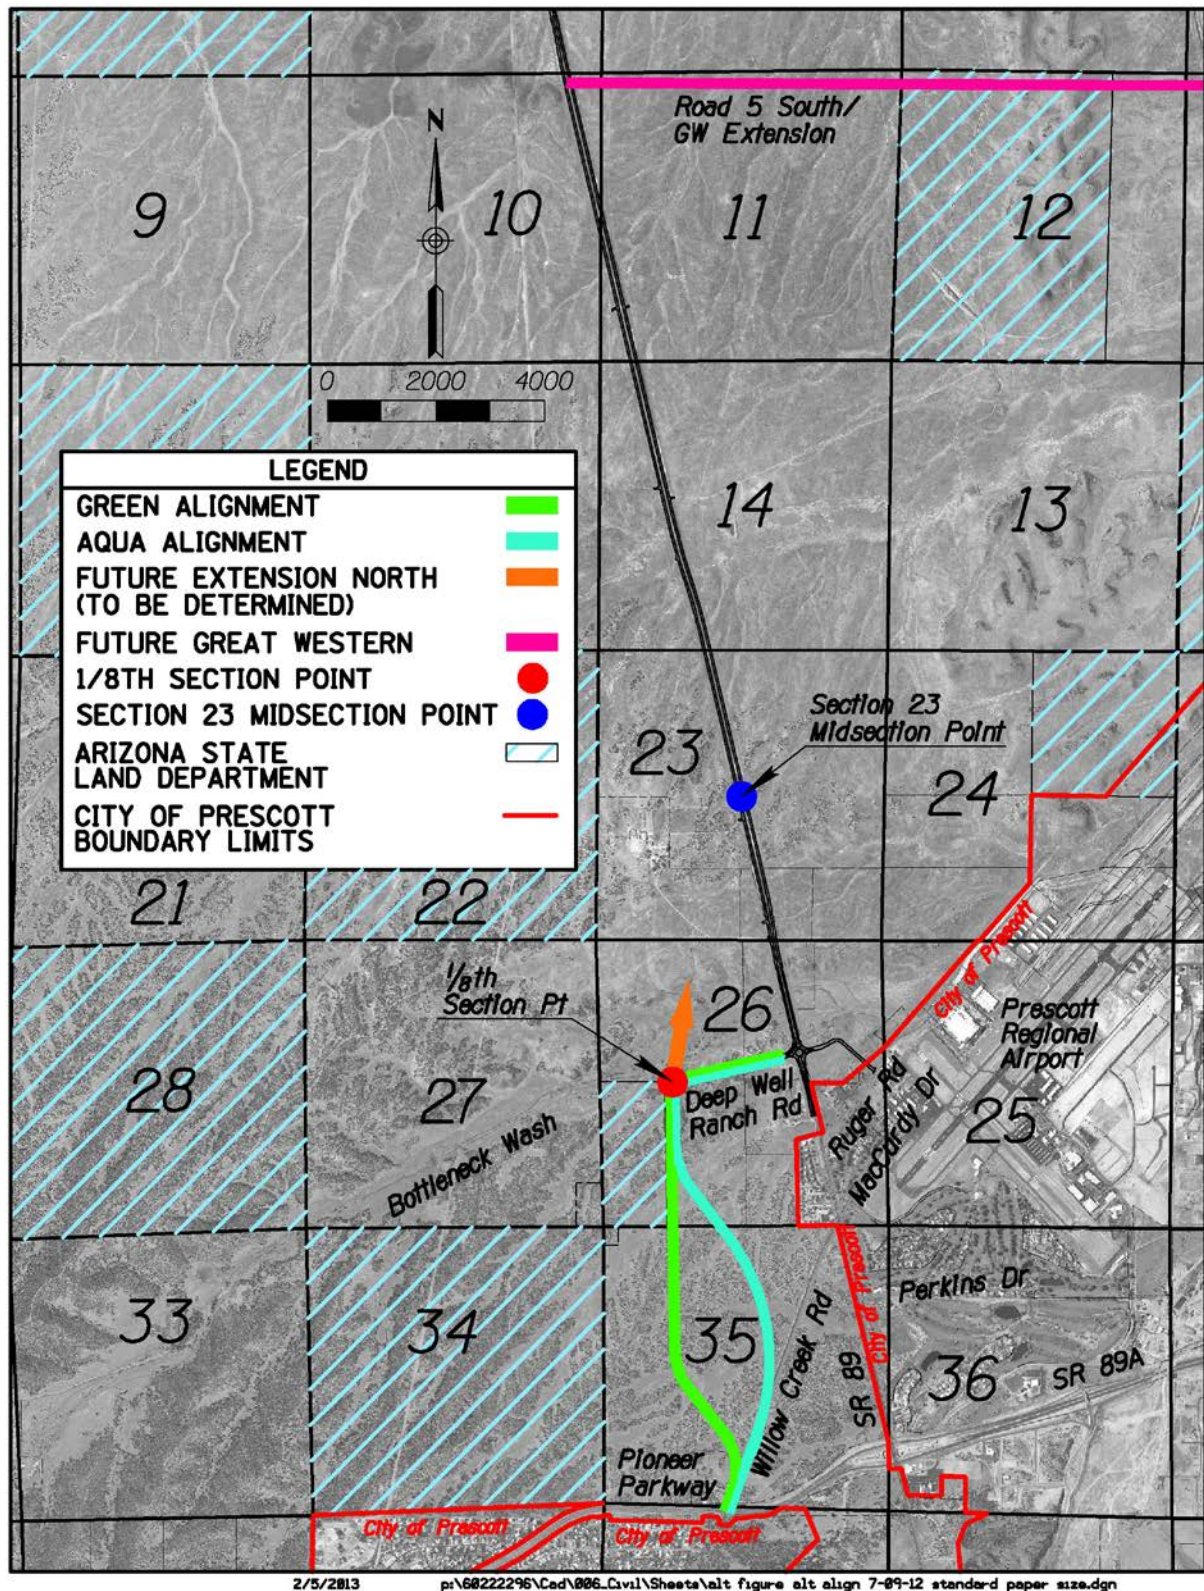 Road 5 South/
GW Extension
N
9
10
11
12
0 2000 4000
LEGEND
GREEN ALIGNMENT
AQUA ALIGNMENT
FUTURE EXTENSION NORTH
(TO BE DETERMINED)
FUTURE GREAT WESTERN
1/8TH SECTION POINT
SECTION 23 MIDSECTION POINT
ARIZONA STATE
LAND DEPARTMENT
CITY OF PRESCOTT
BOUNDARY LIMITS
14
13
Section 23
Midsection Point
23
24
21
22
City of Prescott
1/8th
Section Pt
26
Prescott
Regional
Airport
28
27
Deep Well
Ranch Rd
Ruger Rd
MacCurdy Dr
25
Bottleneck Wash
City of Prescott
Perkins Dr
33
34
35
Willow Creek Rd
SR 89
36
SR 89A
Pioneer
Parkway
City of Prescott
City of Prescott
2/5/2013 p:\60222296\Cad\006_Civil\Sheets\alt figure alt align 7-09-12 standard paper size.dgn